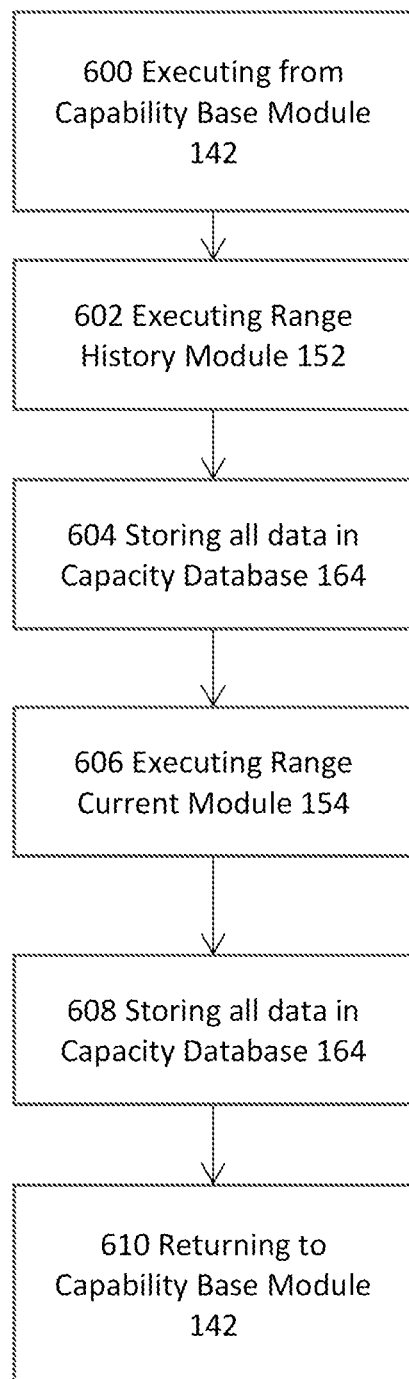 600 Executing from
Capability Base Module
142
602 Executing Range
History Module 152
604 Storing all data in
Capacity Database 164
606 Executing Range
Current Module 154
608 Storing all data in
Capacity Database 164
610 Returning to
Capability Base Module
142